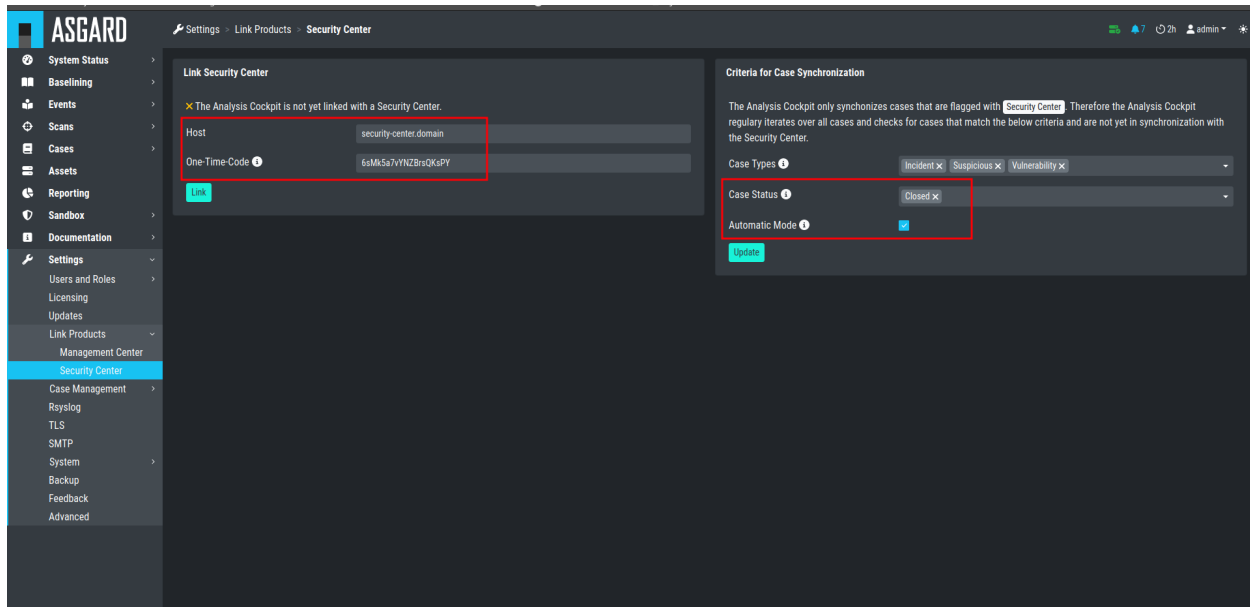 ASGARD
Settings > Link Products > Security Center
7 2h admin
System Status
Baselining
Events
Scans
Cases
Assets
Reporting
Sandbox
Documentation
Settings
Users and Roles
Licensing
Updates
Link Products
Management Center
Security Center
Case Management
Rsyslog
TLS
SMTP
System
Backup
Feedback
Advanced
Link Security Center
The Analysis Cockpit is not yet linked with a Security Center.
Host security-center.domain
One-Time-Code 6sMk5a7vYNZBrsQKsPY
Link
Criteria for Case Synchronization
The Analysis Cockpit only synchonizes cases that are flagged with Security Center. Therefore the Analysis Cockpit
regulary iterates over all cases and checks for cases that match the below criteria and are not yet in synchronization with
the Security Center.
Case Types Incident × Suspicious × Vulnerability ×
Case Status Closed ×
Automatic Mode
Update